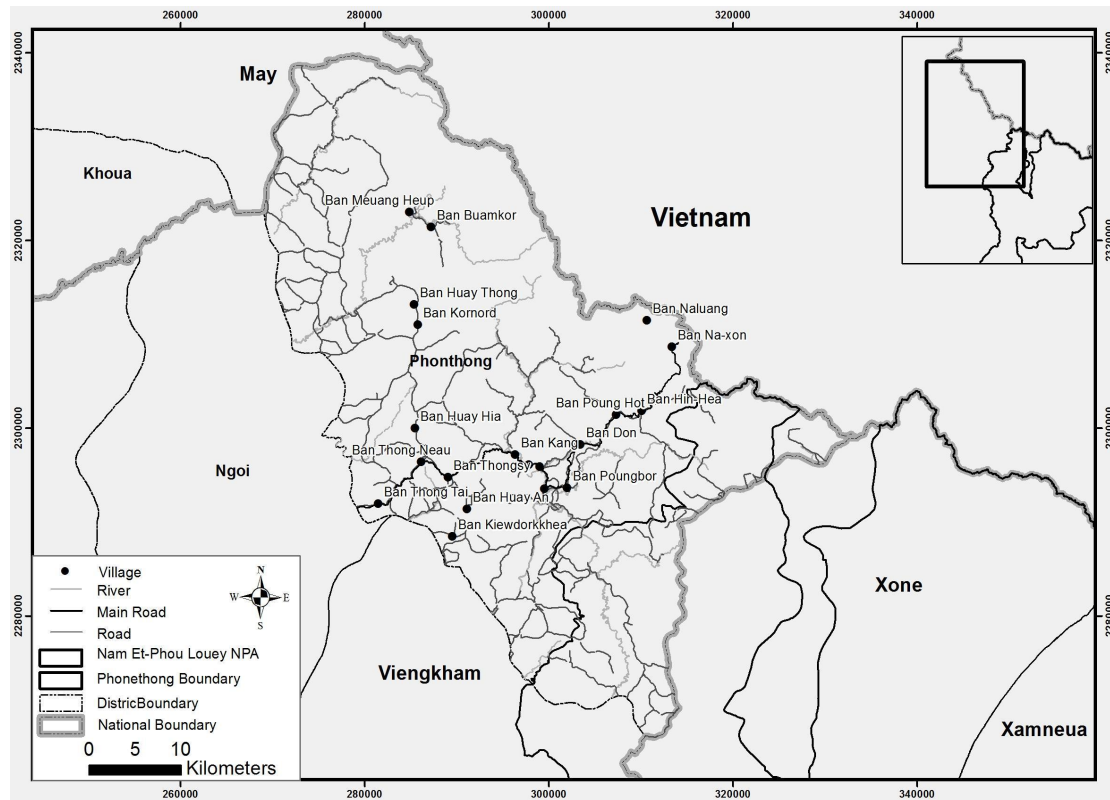 260000 280000 300000 320000 340000
2340000
May
Khoua
Vietnam
Ban Meuang Heup
Ban Buamkor
2320000
Ban Huay Thong
Ban Kornord
Ban Naluang
Ban Na-xon
Phonthong
Ban Poung Hot
Ban Hin-Hea
2300000
2300000
Ban Huay Hia
Ban Don
Ban Kang
Ban Thong Neau
Ban Thongsy
Ban Poungbor
Ngoi
Ban Thong Tai
Ban Huay An
Ban Kiewdorkkhea
Xone
Viengkham
Xamneua
2280000
2280000
Village
River
Main Road
Road
Nam Et-Phou Louey NPA
Phonethong Boundary
DistricBoundary
National Boundary
N
W E
S
0 5 10
Kilometers
260000 280000 300000 320000 340000